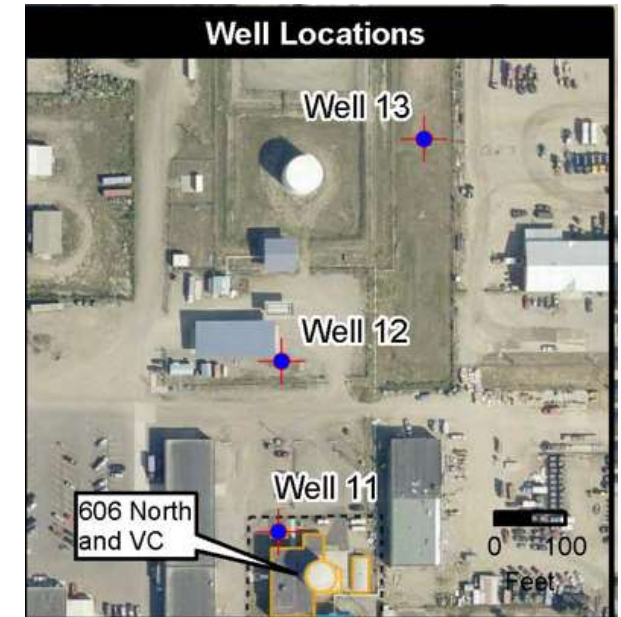 Well Locations
Well 13
Well 12
Well 11
606 North
and VC
0 100
Feet